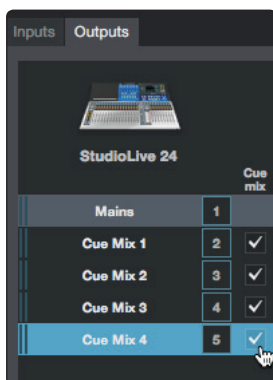 Inputs Outputs
StudioLive 24
Cue
mix
Mains 1
Cue Mix 1 2
Cue Mix 2 3
Cue Mix 3 4
Cue Mix 4 5